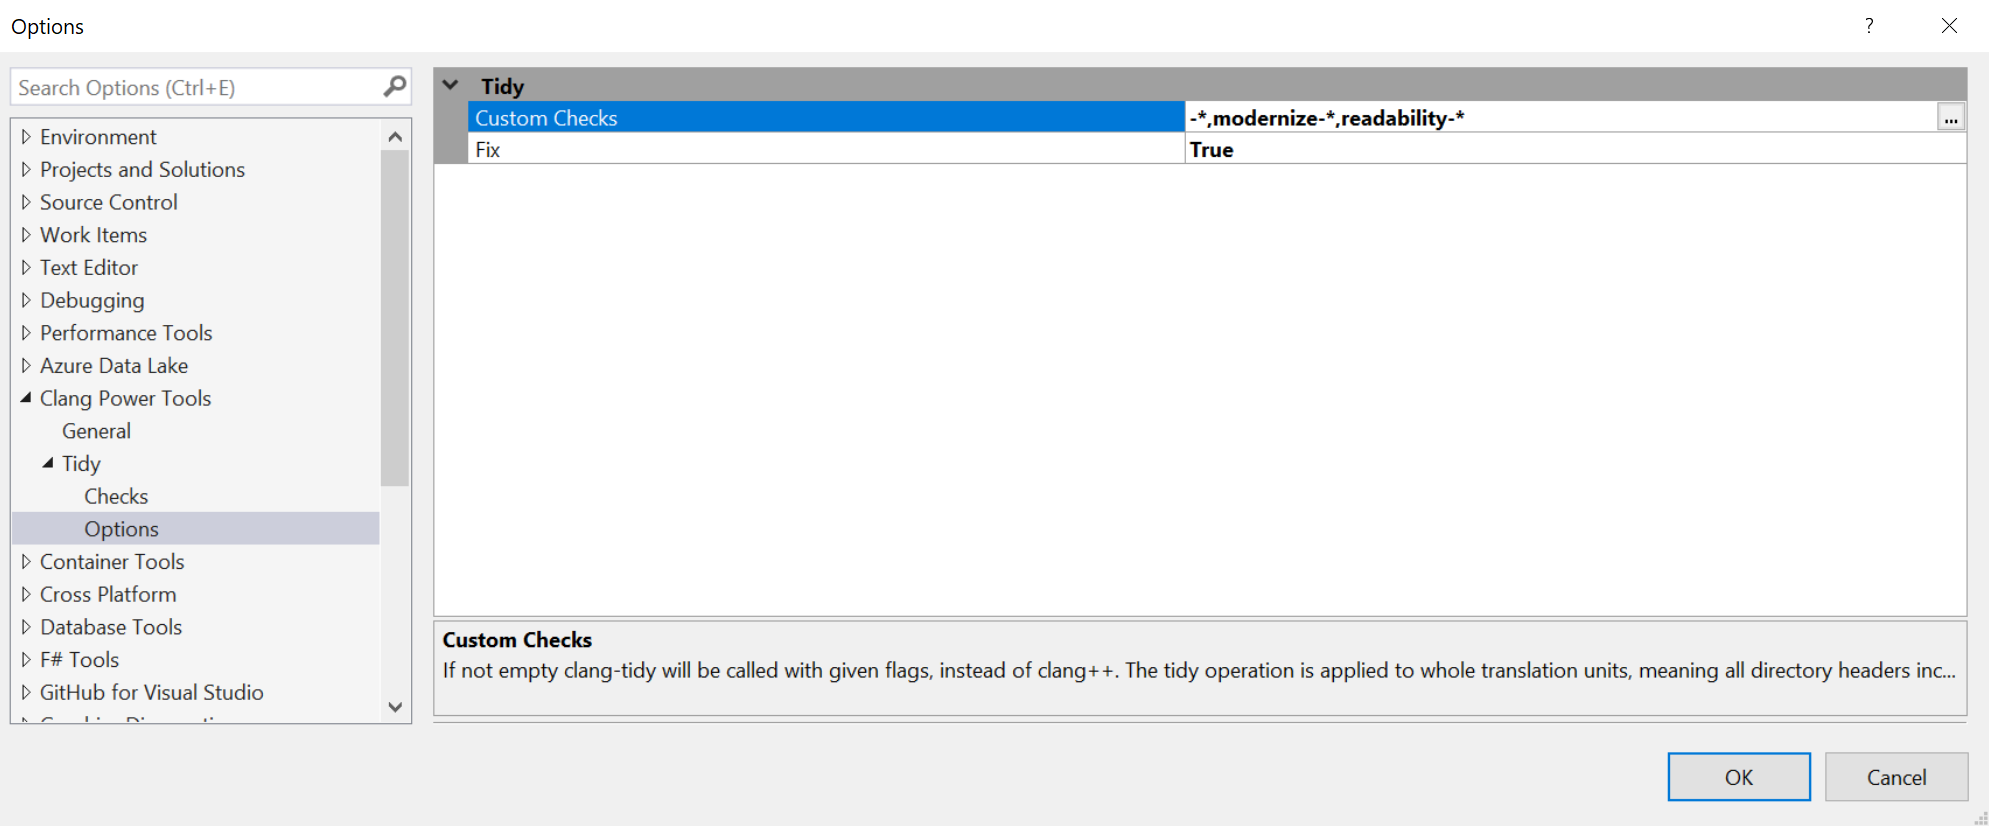 Options
?
Search Options (Ctrl+E)
Environment
Projects and Solutions
Source Control
Work Items
Text Editor
Debugging
Performance Tools
Azure Data Lake
Clang Power Tools
General
Tidy
Checks
Options
Container Tools
Cross Platform
Database Tools
F# Tools
GitHub for Visual Studio
Tidy
Custom Checks -*,modernize-*,readability-* ...
Fix True
Custom Checks
If not empty clang-tidy will be called with given flags, instead of clang++. The tidy operation is applied to whole translation units, meaning all directory headers inc...
OK Cancel